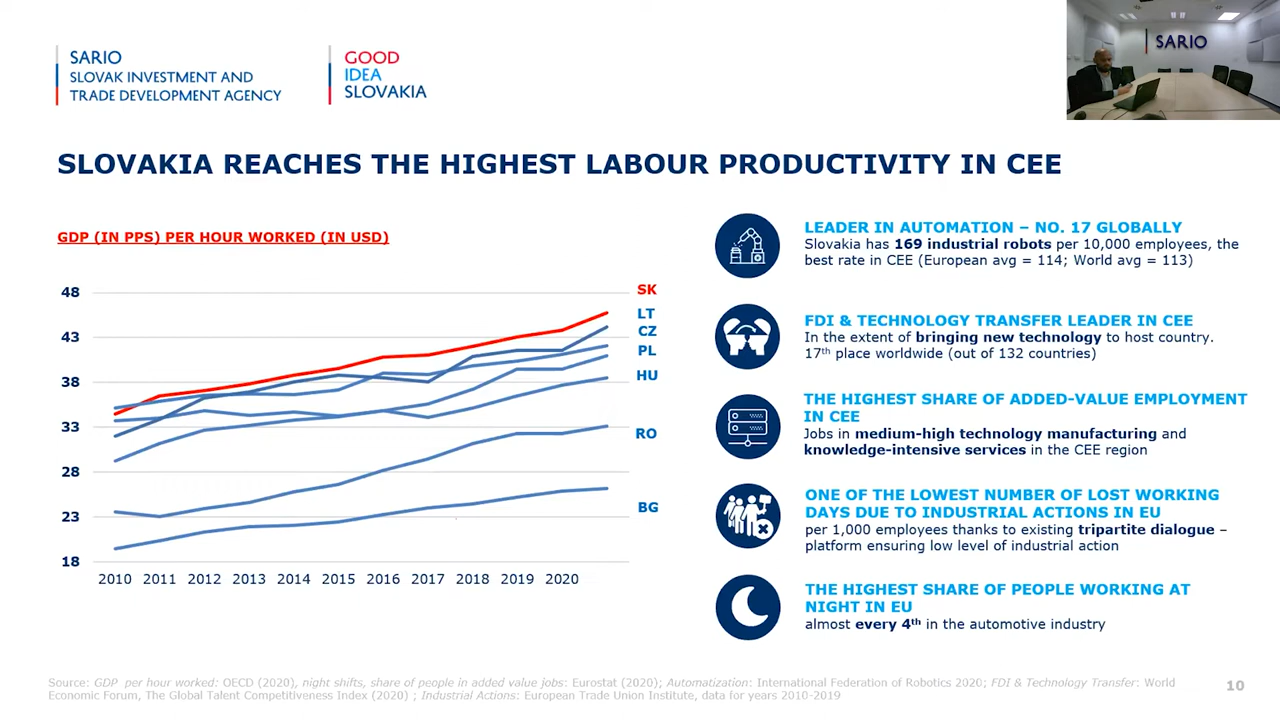 SARIO
SLOVAK INVESTMENT AND
TRADE DEVELOPMENT AGENCY
GOOD
IDEA
SLOVAKIA
SARIO
SLOVAKIA REACHES THE HIGHEST LABOUR PRODUCTIVITY IN CEE
GDP (IN PPS) PER HOUR WORKED (IN USD)
48
43
38
33
28
23
18
2010 2011 2012 2013 2014 2015 2016 2017 2018 2019 2020
SK
LT
CZ
PL
HU
RO
BG
LEADER IN AUTOMATION – NO. 17 GLOBALLY
Slovakia has 169 industrial robots per 10,000 employees, the
best rate in CEE (European avg = 114; World avg = 113)
FDI & TECHNOLOGY TRANSFER LEADER IN CEE
In the extent of bringing new technology to host country.
17th place worldwide (out of 132 countries)
THE HIGHEST SHARE OF ADDED-VALUE EMPLOYMENT
IN CEE
Jobs in medium-high technology manufacturing and
knowledge-intensive services in the CEE region
ONE OF THE LOWEST NUMBER OF LOST WORKING
DAYS DUE TO INDUSTRIAL ACTIONS IN EU
per 1,000 employees thanks to existing tripartite dialogue –
platform ensuring low level of industrial action
THE HIGHEST SHARE OF PEOPLE WORKING AT
NIGHT IN EU
almost every 4th in the automotive industry
Source: GDP per hour worked: OECD (2020), night shifts, share of people in added value jobs: Eurostat (2020); Automatization: International Federation of Robotics 2020; FDI & Technology Transfer: World
Economic Forum, The Global Talent Competitiveness Index (2020) ; Industrial Actions: European Trade Union Institute, data for years 2010-2019
10